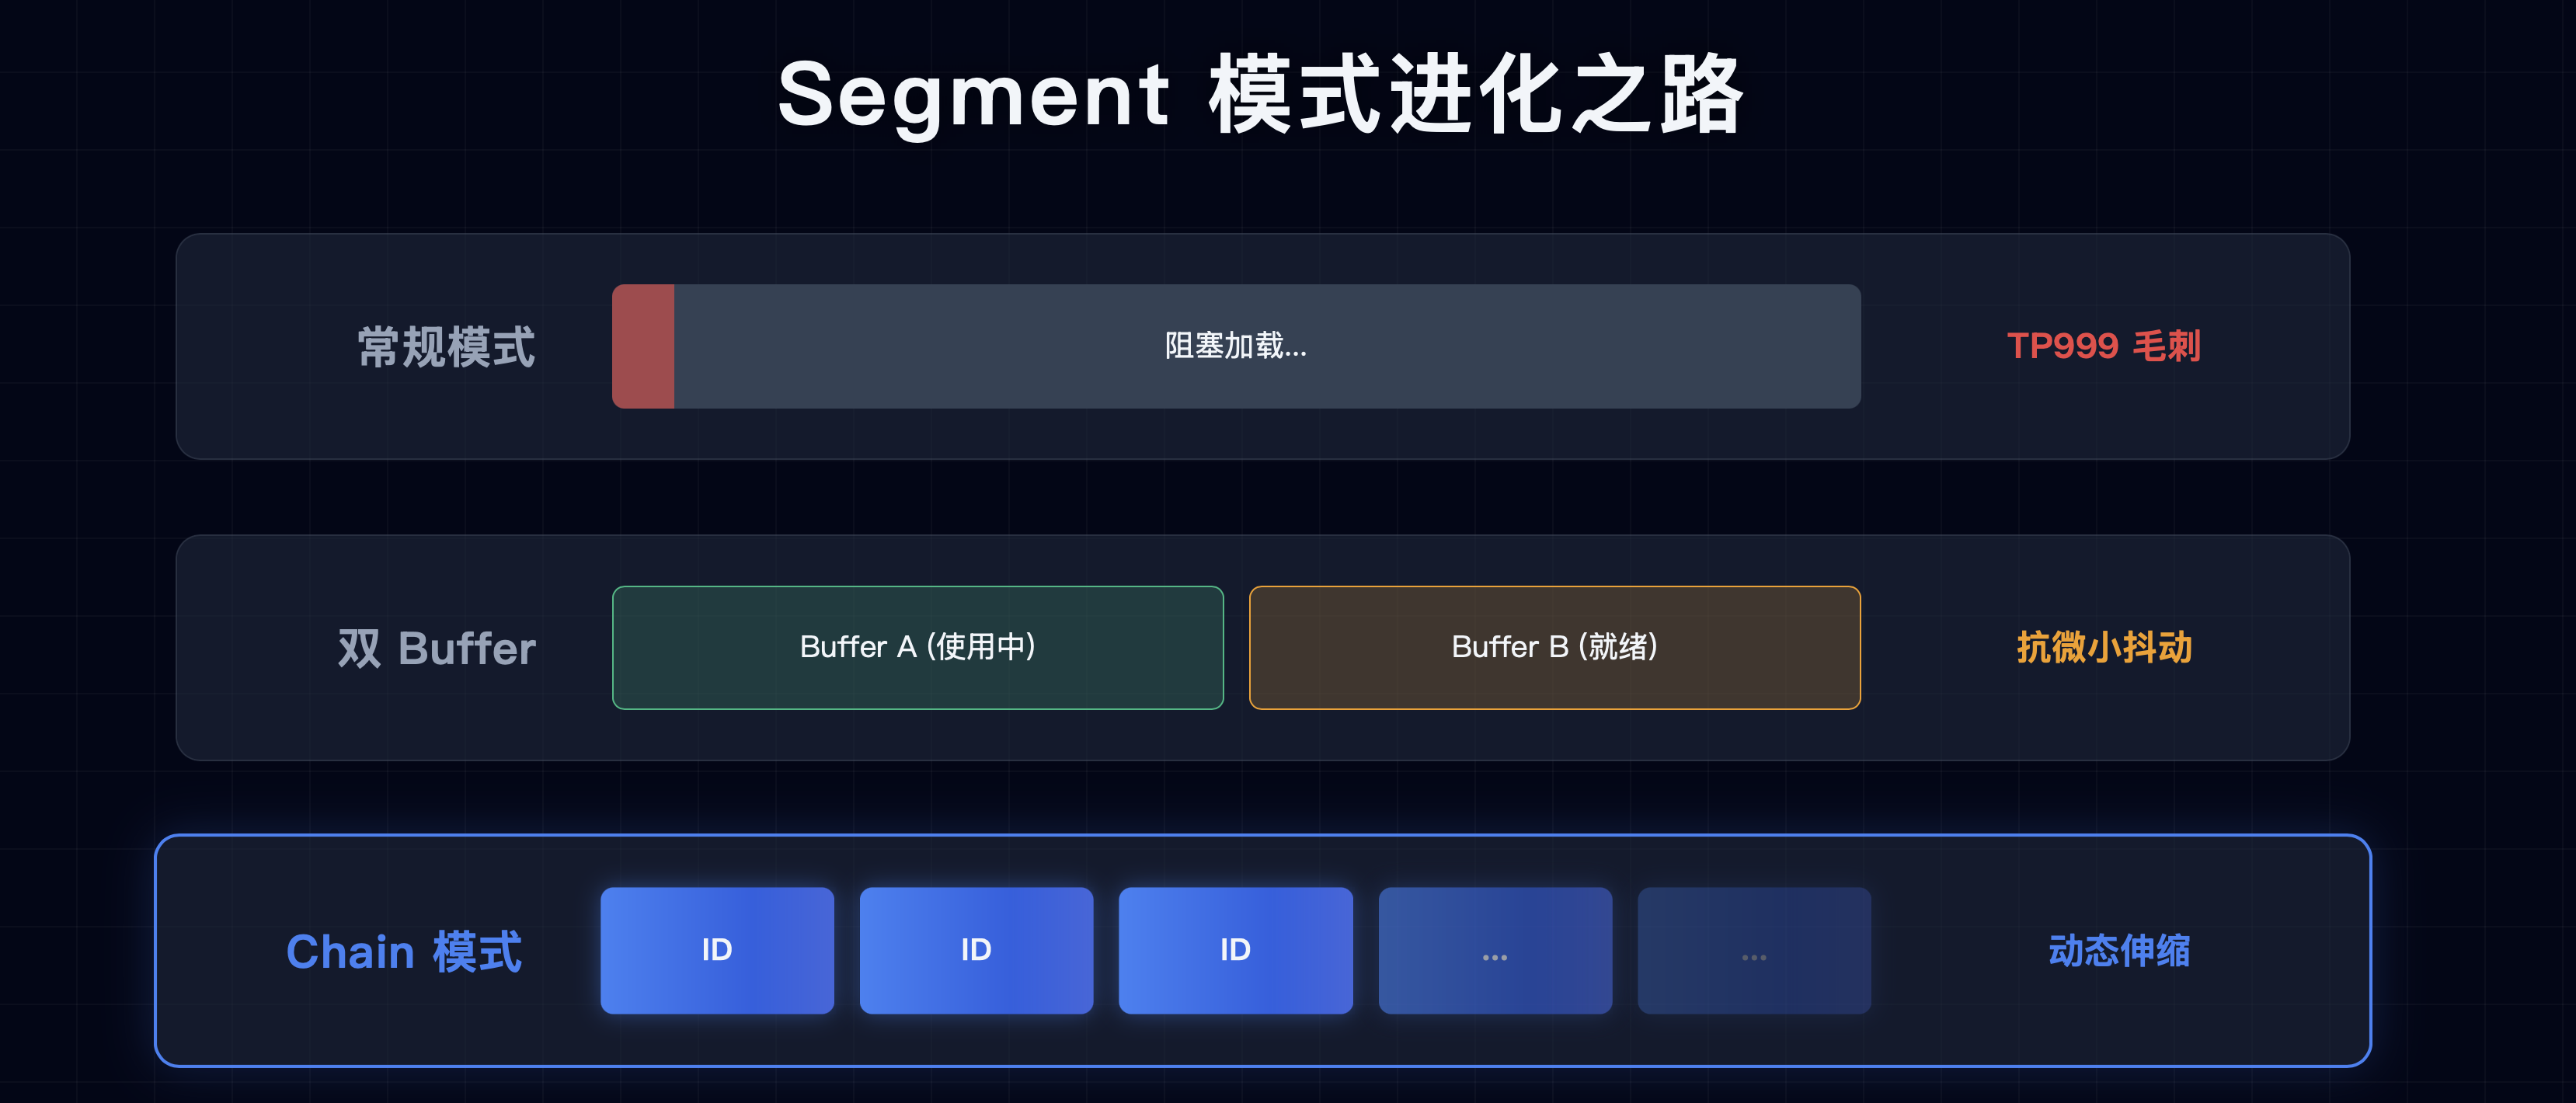 Segment 模式进化之路
常规模式
阻塞加载...
TP999 毛刺
双 Buffer
Buffer A (使用中)
Buffer B (就绪)
抗微小抖动
Chain 模式
ID
ID
ID
...
...
动态伸缩